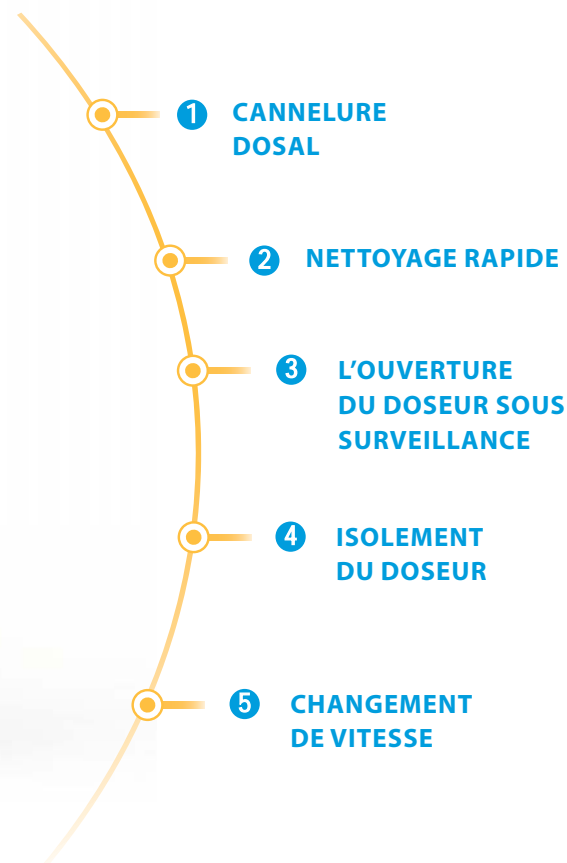 1 CANNELURE
DOSAL
2 NETTOYAGE RAPIDE
3 L’OUVERTURE
DU DOSEUR SOUS
SURVEILLANCE
4 ISOLEMENT
DU DOSEUR
5 CHANGEMENT
DE VITESSE